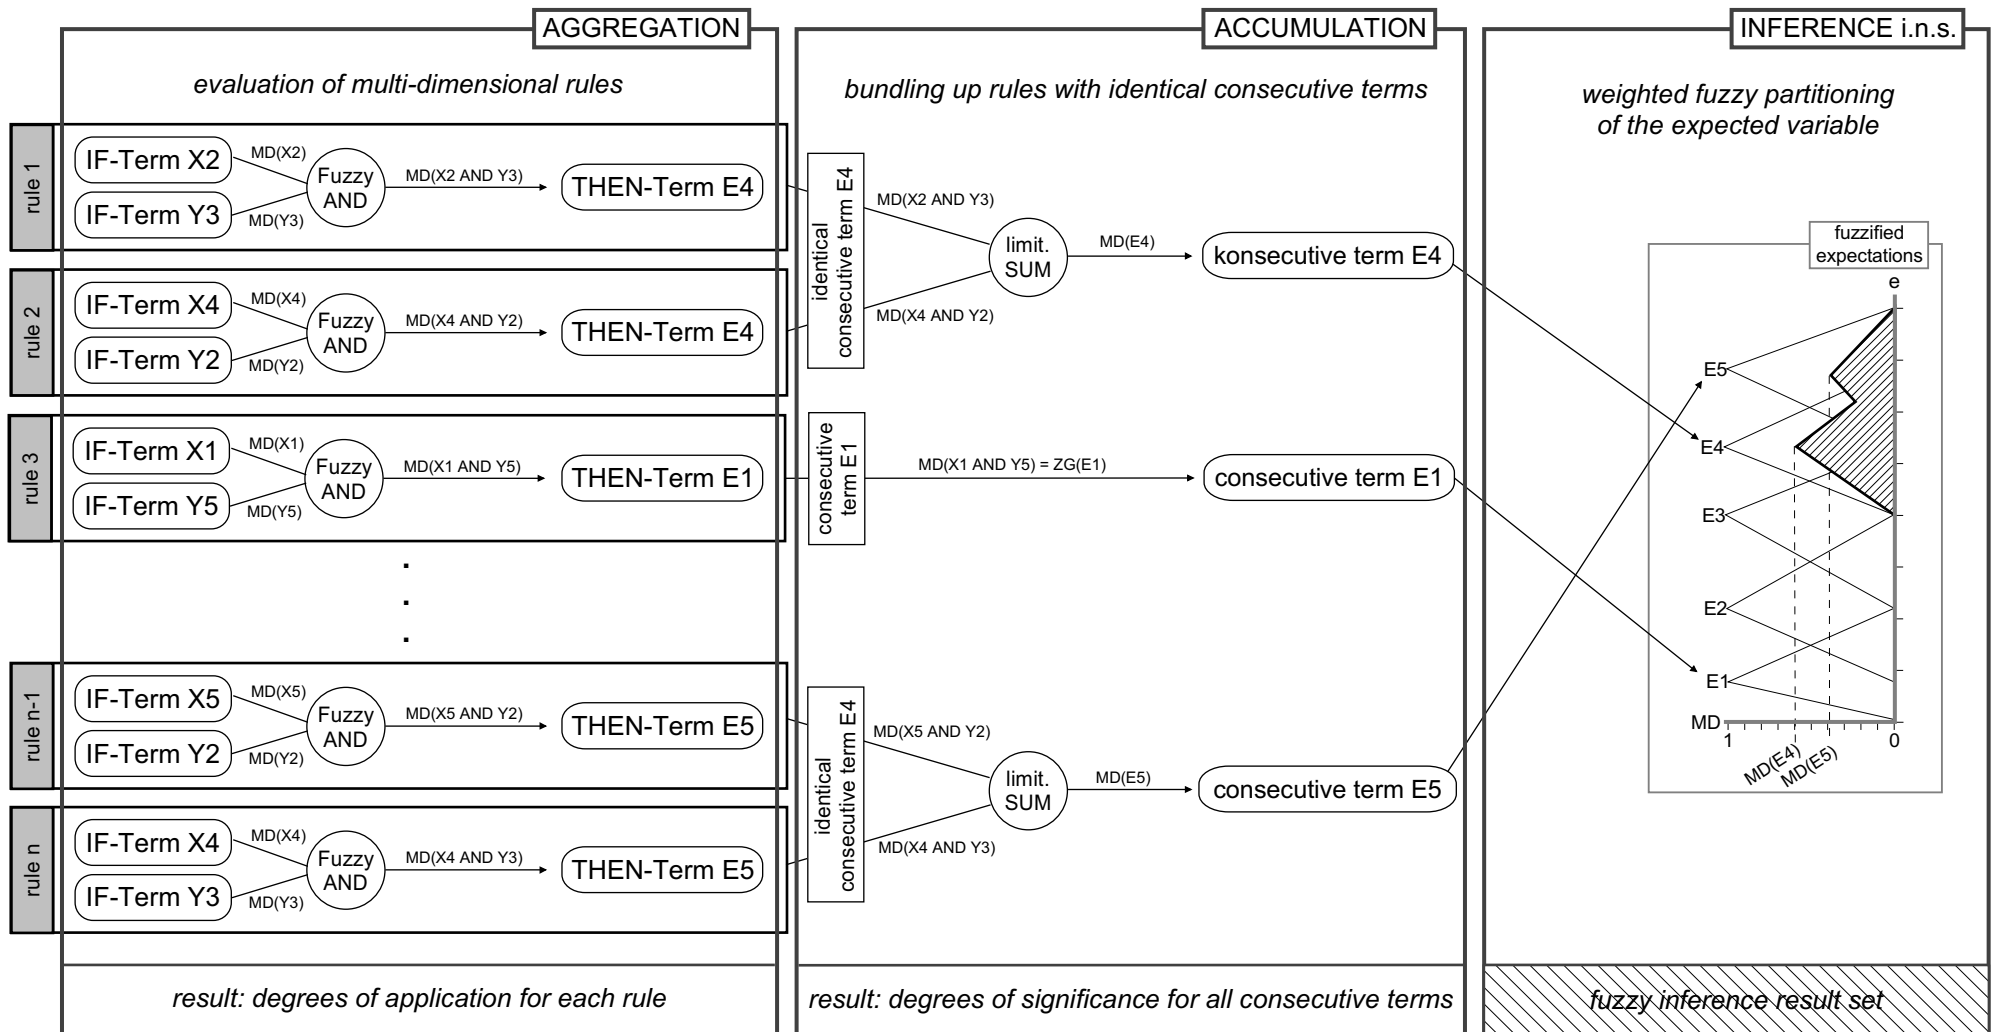 AGGREGATION
evaluation of multi-dimensional rules
rule 1
IF-Term X2
IF-Term Y3
MD(X2)
MD(Y3)
Fuzzy
AND
MD(X2 AND Y3)
THEN-Term E4
rule 2
IF-Term X4
IF-Term Y2
MD(X4)
MD(Y2)
Fuzzy
AND
MD(X4 AND Y2)
THEN-Term E4
rule 3
IF-Term X1
IF-Term Y5
MD(X1)
MD(Y5)
Fuzzy
AND
MD(X1 AND Y5)
THEN-Term E1
.
.
.
rule n-1
IF-Term X5
IF-Term Y2
MD(X5)
MD(Y2)
Fuzzy
AND
MD(X5 AND Y2)
THEN-Term E5
rule n
IF-Term X4
IF-Term Y3
MD(X4)
MD(Y3)
Fuzzy
AND
MD(X4 AND Y3)
THEN-Term E5
result: degrees of application for each rule
ACCUMULATION
bundling up rules with identical consecutive terms
identical
consecutive term E4
MD(X2 AND Y3)
MD(X4 AND Y2)
limit.
SUM
MD(E4)
konsecutive term E4
consecutive
term E1
MD(X1 AND Y5) = ZG(E1)
consecutive term E1
identical
consecutive term E4
MD(X5 AND Y2)
MD(X4 AND Y3)
limit.
SUM
MD(E5)
consecutive term E5
result: degrees of significance for all consecutive terms
INFERENCE i.n.s.
weighted fuzzy partitioning
of the expected variable
fuzzified
expectations
e
E5
E4
E3
E2
E1
MD
1
0
MD(E4)
MD(E5)
fuzzy inference result set